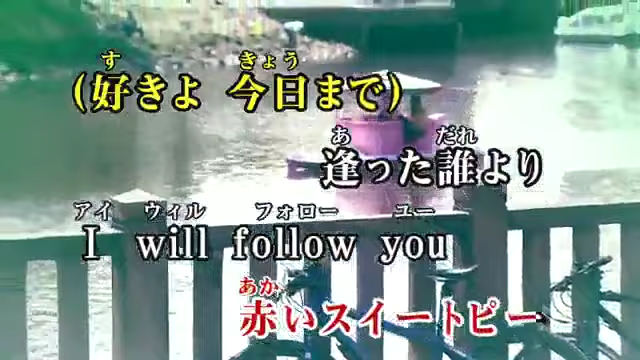 す きょう
(好きよ 今日まで)
あ だれ
逢った誰より
アイ ウィル フォロー ユー
I will follow you
あか
赤いスイートピー